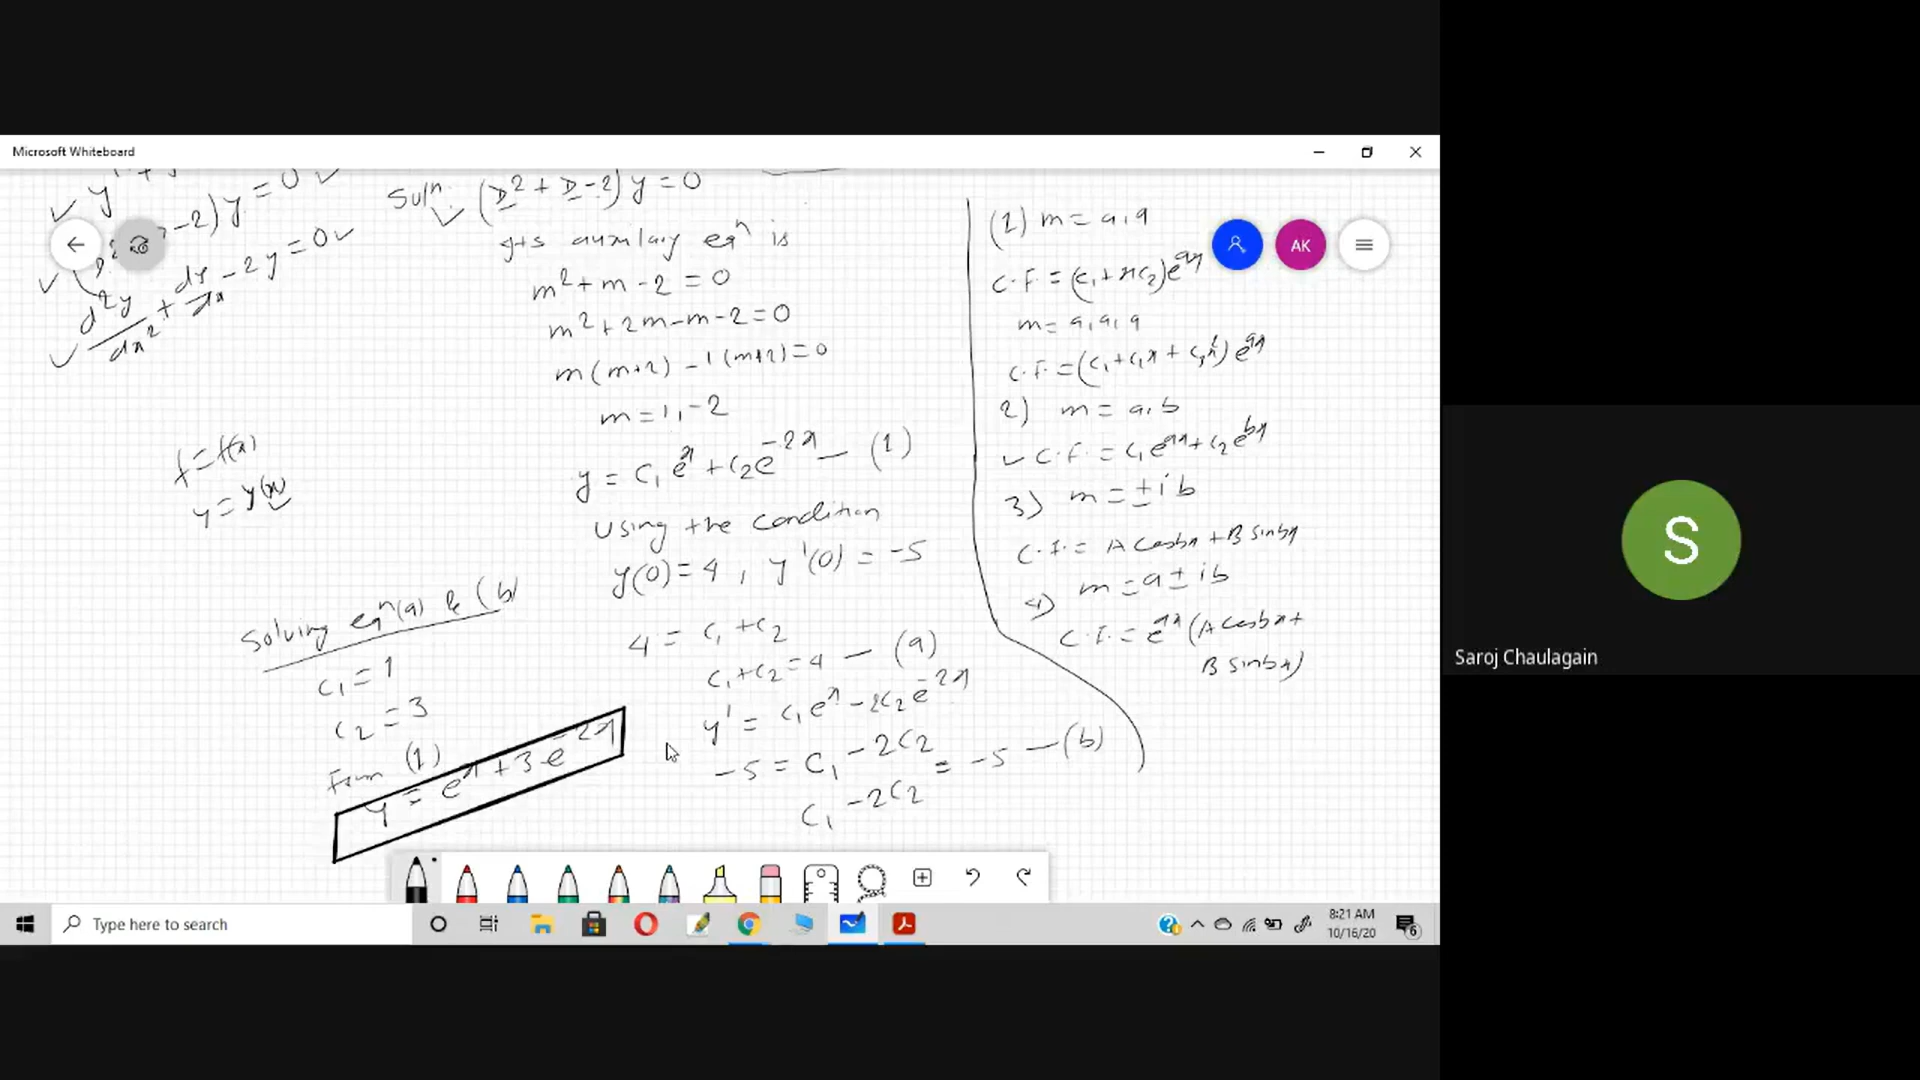 Microsoft Whiteboard
-2)y = 0
d²y/dx² + dy/dx - 2y = 0
f = f(x)
y = y(x)
Solving eqⁿ (a) & (b)
c₁ = 1
c₂ = 3
From (1)
y = eˣ + 3e⁻²ˣ
Solⁿ: (D² + D - 2)y = 0
its auxilary eqⁿ is
m² + m - 2 = 0
m² + 2m - m - 2 = 0
m(m+2) - 1(m+2) = 0
m = 1, -2
y = c₁eˣ + c₂e⁻²ˣ — (1)
Using the condition
y(0) = 4 , y'(0) = -5
4 = c₁ + c₂
c₁ + c₂ = 4 — (a)
y' = c₁eˣ - 2c₂e⁻²ˣ
-5 = c₁ - 2c₂
c₁ - 2c₂ = -5 — (b)
(1) m = a, a
C.F. = (c₁ + xc₂)eᵃˣ
m = a, a, a
C.F. = (c₁ + c₁x + c₃x²)eᵃˣ
2) m = a, b
C.F. = c₁eᵃˣ + c₂eᵇˣ
3) m = ± ib
C.F. = A cosbx + B sinbx
4) m = a ± ib
C.F. = eᵃˣ (A cosbx +
B sinbx)
AK
S
Saroj Chaulagain
Type here to search
8:21 AM
10/16/20
6